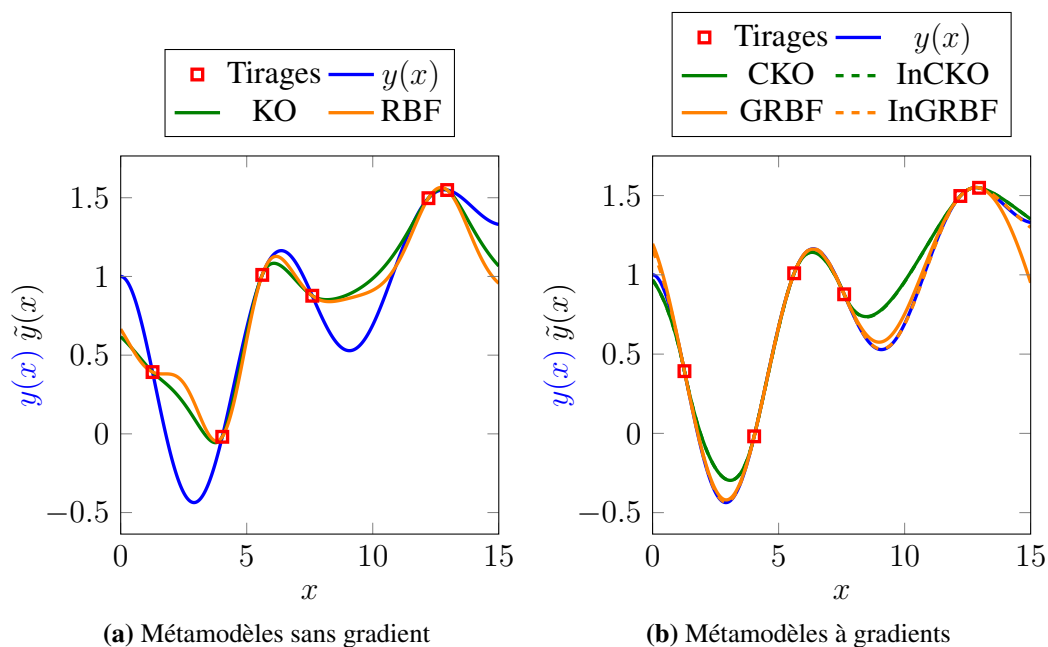 Tirages y(x)
KO RBF
1.5
1
0.5
0
−0.5
0 5 10 15
x
y(x) ỹ(x)
(a) Métamodèles sans gradient
Tirages y(x)
CKO InCKO
GRBF InGRBF
1.5
1
0.5
0
−0.5
0 5 10 15
x
y(x) ỹ(x)
(b) Métamodèles à gradients